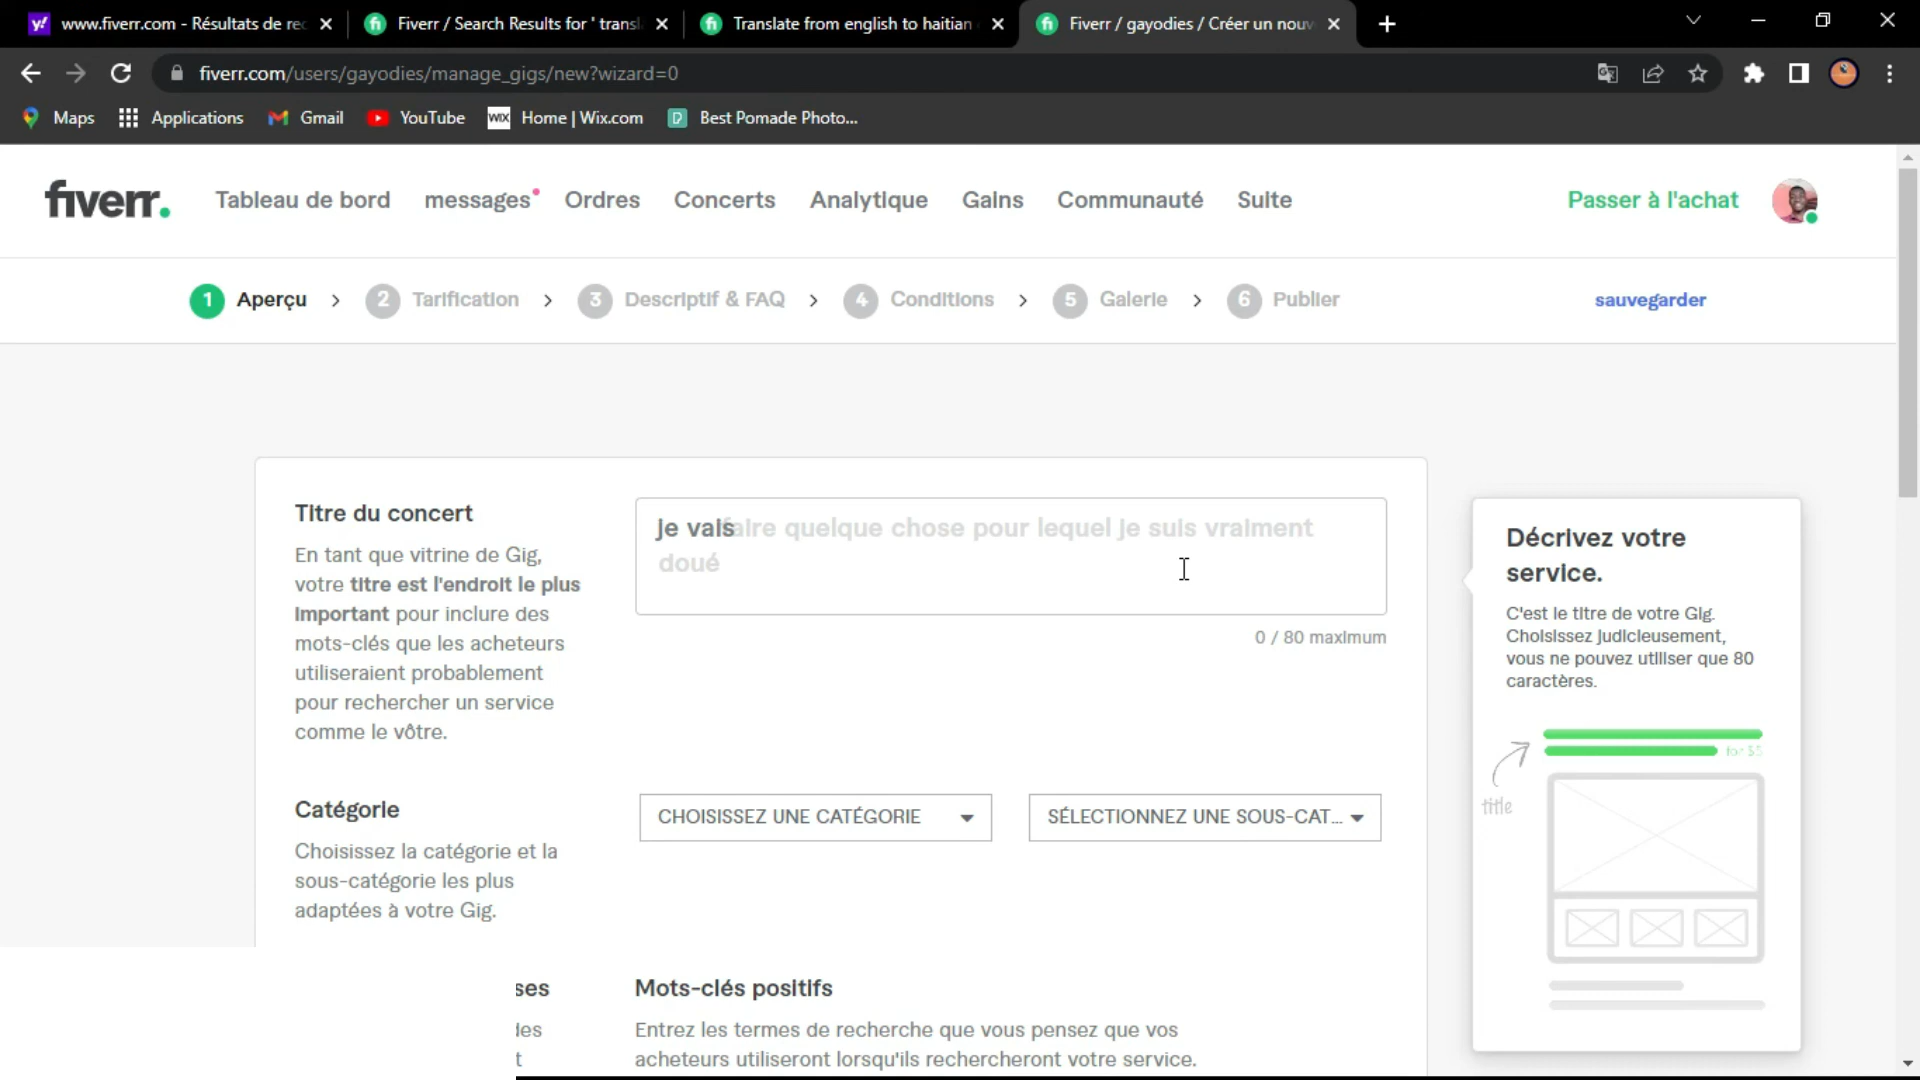 www.fiverr.com - Résultats de rec
Fiverr / Search Results for ' transl
Translate from english to haitian
Fiverr / gayodies / Créer un nouv
fiverr.com/users/gayodies/manage_gigs/new?wizard=0
Maps
Applications
Gmail
YouTube
WIX
Home | Wix.com
Best Pomade Photo...
fiverr.
Tableau de bord
messages
Ordres
Concerts
Analytique
Gains
Communauté
Suite
Passer à l'achat
1 Aperçu
2 Tarification
3 Descriptif & FAQ
4 Conditions
5 Galerie
6 Publier
sauvegarder
Titre du concert
En tant que vitrine de Gig,
votre titre est l'endroit le plus
important pour inclure des
mots-clés que les acheteurs
utiliseraient probablement
pour rechercher un service
comme le vôtre.
je vais faire quelque chose pour lequel je suis vraiment
doué
0 / 80 maximum
Catégorie
Choisissez la catégorie et la
sous-catégorie les plus
adaptées à votre Gig.
CHOISISSEZ UNE CATÉGORIE
SÉLECTIONNEZ UNE SOUS-CAT...
ses
des
t
Mots-clés positifs
Entrez les termes de recherche que vous pensez que vos
acheteurs utiliseront lorsqu'ils rechercheront votre service.
Décrivez votre
service.
C'est le titre de votre Gig.
Choisissez judicieusement,
vous ne pouvez utiliser que 80
caractères.
for $5
title